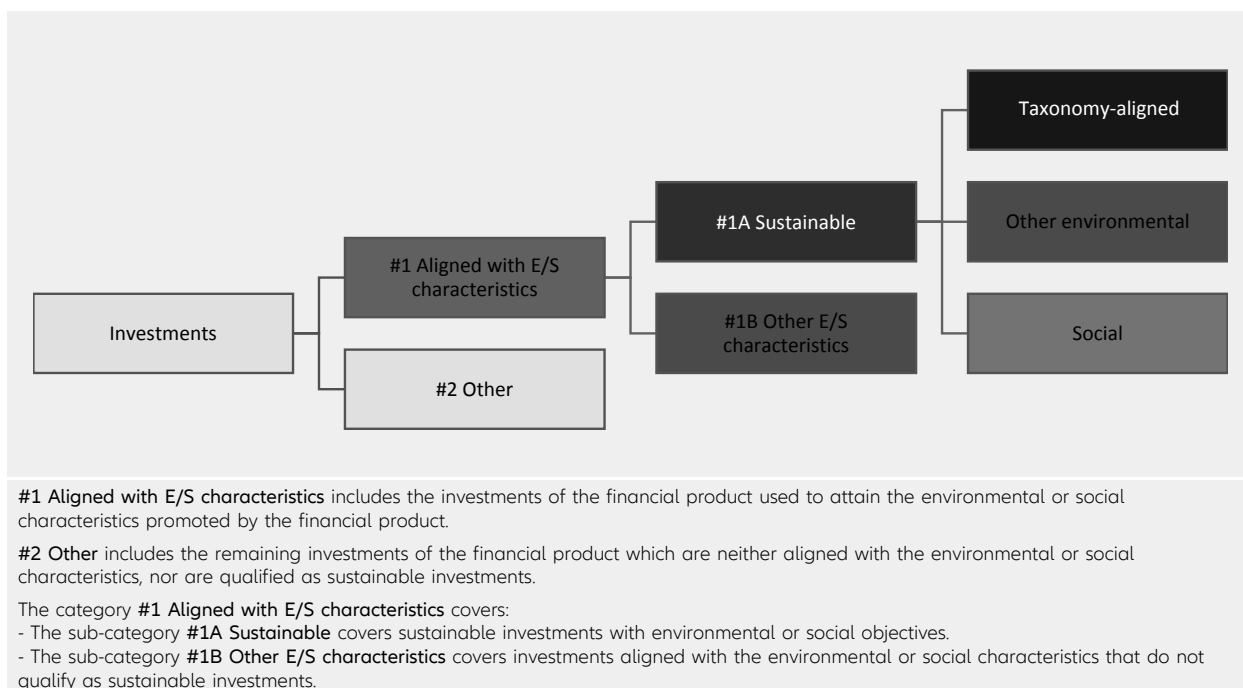 Taxonomy-aligned
#1A Sustainable
Other environmental
#1 Aligned with E/S
characteristics
Investments
#1B Other E/S
characteristics
Social
#2 Other
#1 Aligned with E/S characteristics includes the investments of the financial product used to attain the environmental or social
characteristics promoted by the financial product.
#2 Other includes the remaining investments of the financial product which are neither aligned with the environmental or social
characteristics, nor are qualified as sustainable investments.
The category #1 Aligned with E/S characteristics covers:
- The sub-category #1A Sustainable covers sustainable investments with environmental or social objectives.
- The sub-category #1B Other E/S characteristics covers investments aligned with the environmental or social characteristics that do not
qualify as sustainable investments.